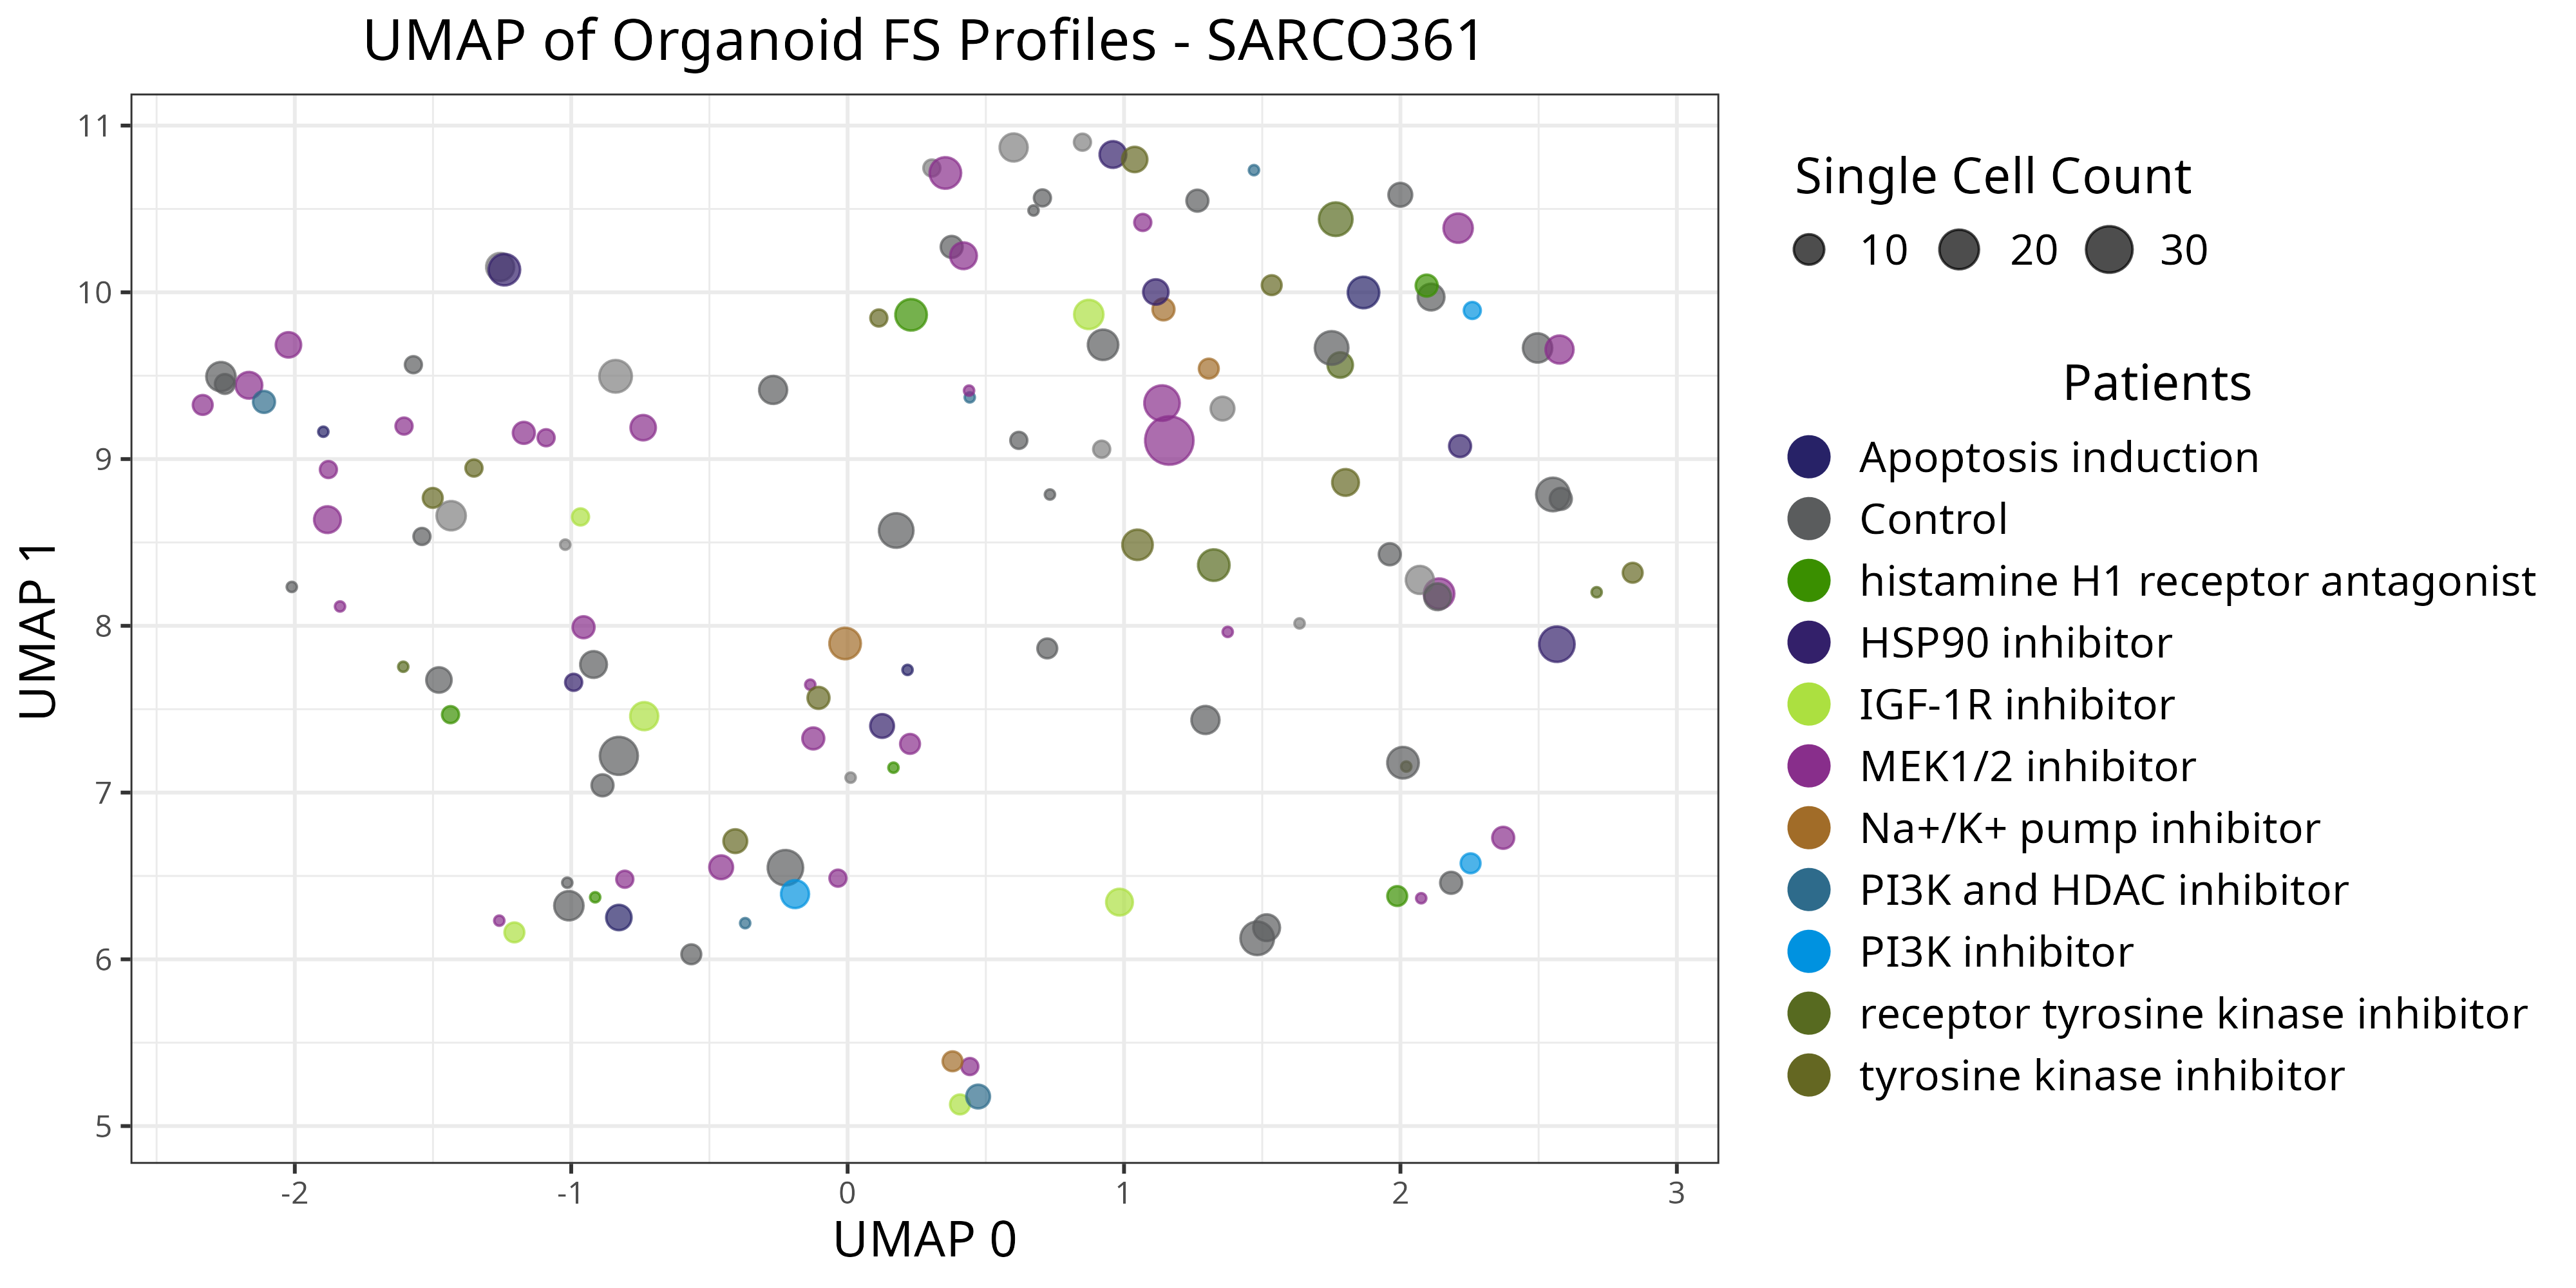 UMAP of Organoid FS Profiles - SARCO361
UMAP 1
11
10
9
8
7
6
5
-2 -1 0 1 2 3
UMAP 0
Single Cell Count
10 20 30
Patients
Apoptosis induction
Control
histamine H1 receptor antagonist
HSP90 inhibitor
IGF-1R inhibitor
MEK1/2 inhibitor
Na+/K+ pump inhibitor
PI3K and HDAC inhibitor
PI3K inhibitor
receptor tyrosine kinase inhibitor
tyrosine kinase inhibitor